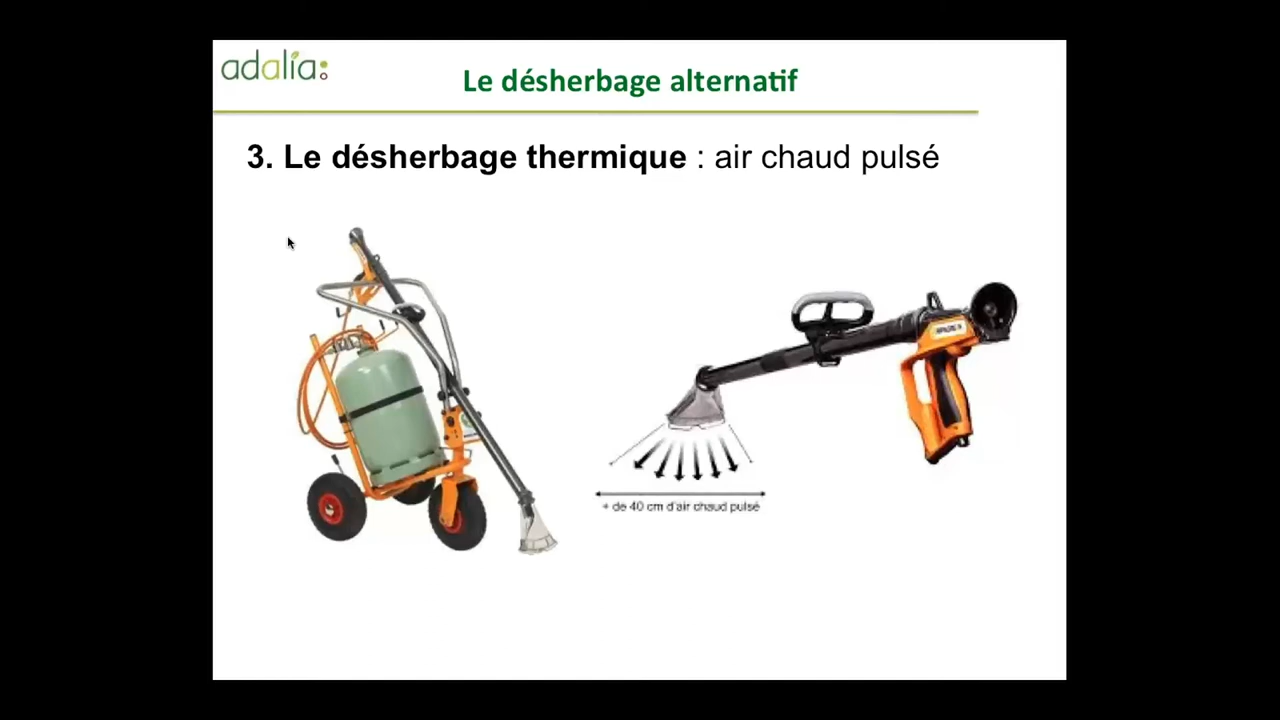 adalia
Le désherbage alternatif
3. Le désherbage thermique : air chaud pulsé
+ de 40 cm d'air chaud pulsé